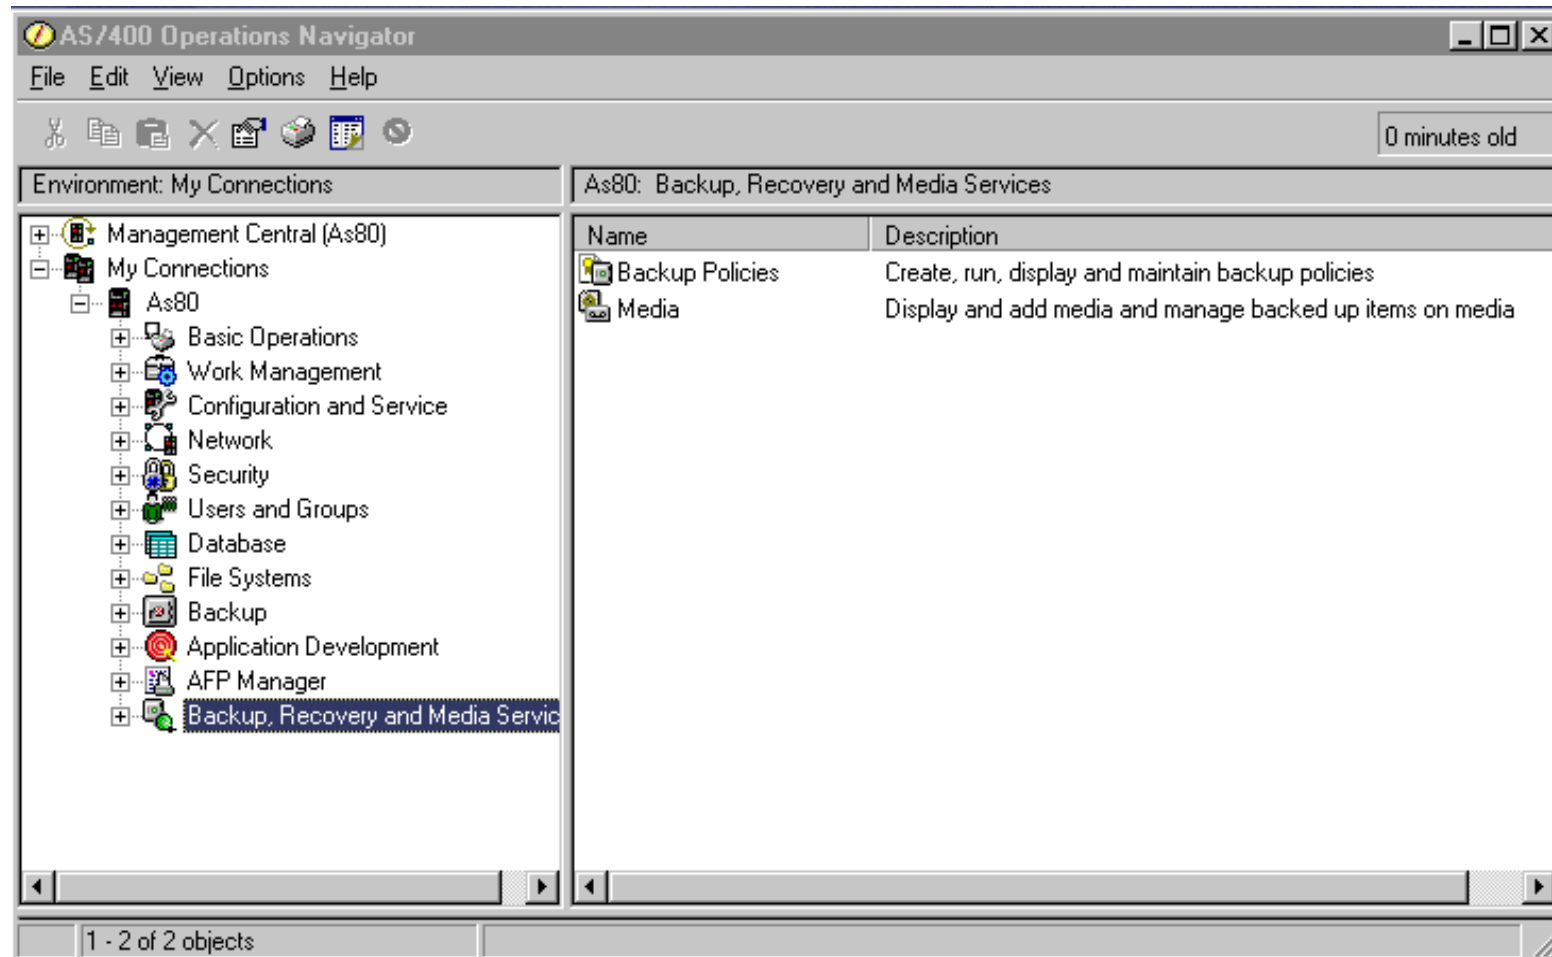 AS/400 Operations Navigator
File Edit View Options Help
0 minutes old
Environment: My Connections
As80: Backup, Recovery and Media Services
Management Central (As80)
My Connections
As80
Basic Operations
Work Management
Configuration and Service
Network
Security
Users and Groups
Database
File Systems
Backup
Application Development
AFP Manager
Backup, Recovery and Media Servic
Name Description
Backup Policies Create, run, display and maintain backup policies
Media Display and add media and manage backed up items on media
1 - 2 of 2 objects